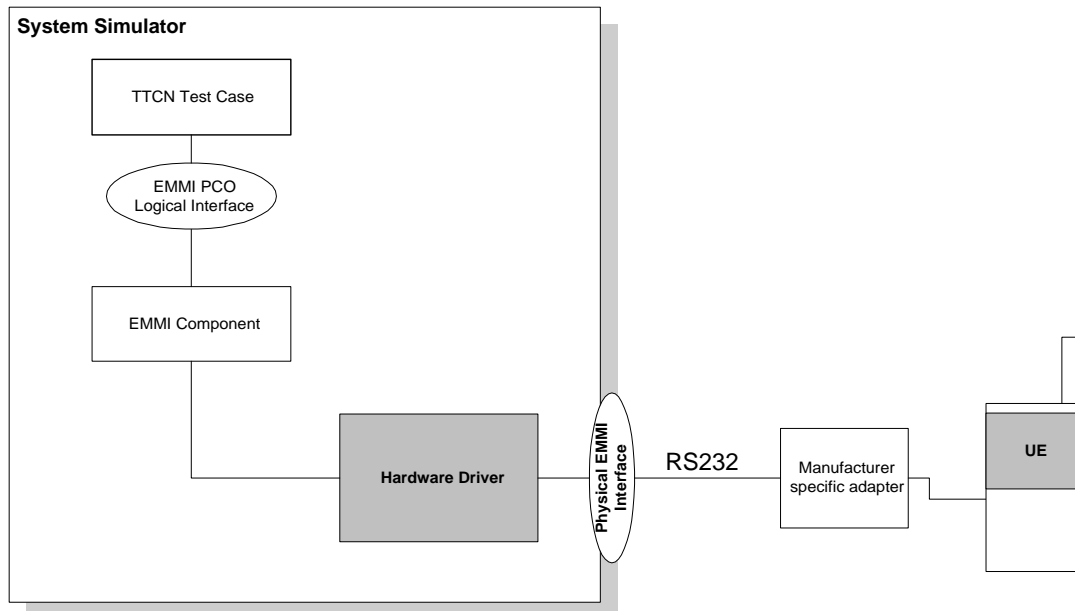 System Simulator
TTCN Test Case
EMMI PCO
Logical Interface
EMMI Component
Hardware Driver
Physical EMMI
Interface
RS232
Manufacturer
specific adapter
UE